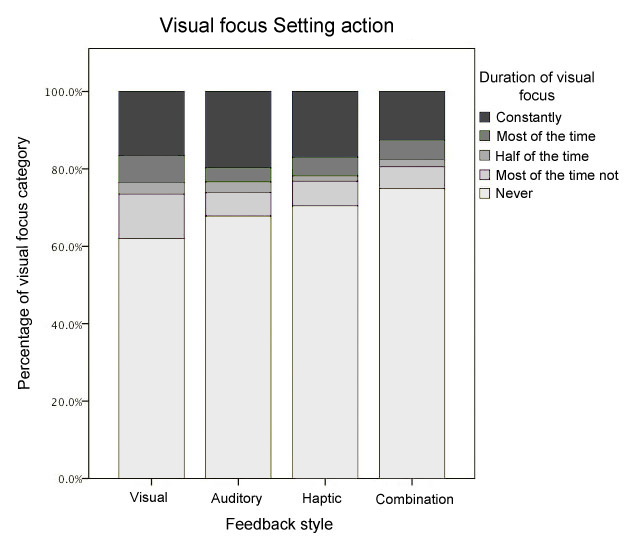 Visual focus Setting action
Duration of visual
focus
Constantly
Most of the time
Half of the time
Most of the time not
Never
Percentage of visual focus category
100.0%
80.0%
60.0%
40.0%
20.0%
0.0%
Visual
Auditory
Haptic
Combination
Feedback style